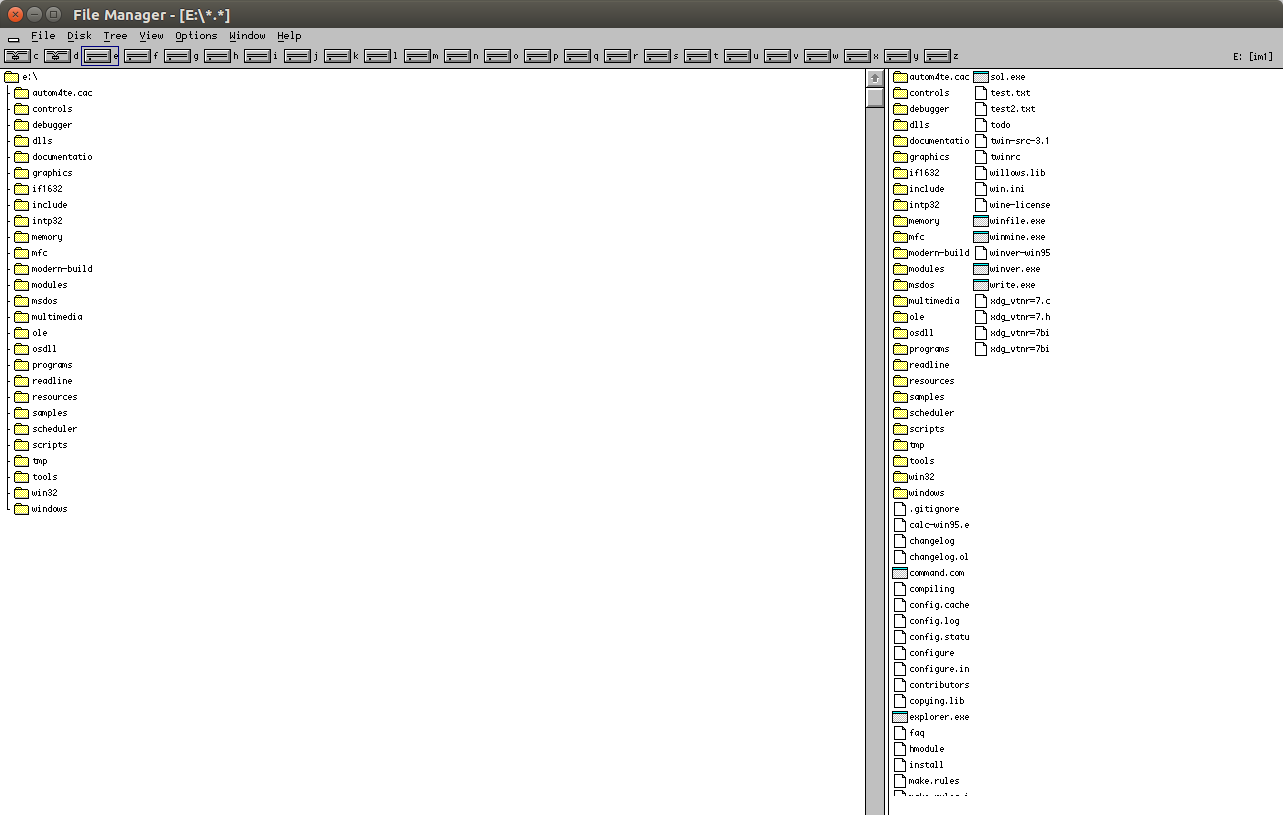 File Manager - [E:\*.*]
File Disk Tree View Options Window Help
c d e f g h i j k l m n o p q r s t u v w x y z E: [im1]
e:\
autom4te.cac
controls
debugger
dlls
documentatio
graphics
if1632
include
intp32
memory
mfc
modern-build
modules
msdos
multimedia
ole
osdll
programs
readline
resources
samples
scheduler
scripts
tmp
tools
win32
windows
autom4te.cac
controls
debugger
dlls
documentatio
graphics
if1632
include
intp32
memory
mfc
modern-build
modules
msdos
multimedia
ole
osdll
programs
readline
resources
samples
scheduler
scripts
tmp
tools
win32
windows
.gitignore
calc-win95.e
changelog
changelog.ol
command.com
compiling
config.cache
config.log
config.statu
configure
configure.in
contributors
copying.lib
explorer.exe
faq
hmodule
install
make.rules
sol.exe
test.txt
test2.txt
todo
twin-src-3.1
twinrc
willows.lib
win.ini
wine-license
winfile.exe
winmine.exe
winver-win95
winver.exe
write.exe
xdg_vtnr=7.c
xdg_vtnr=7.h
xdg_vtnr=7bi
xdg_vtnr=7bi